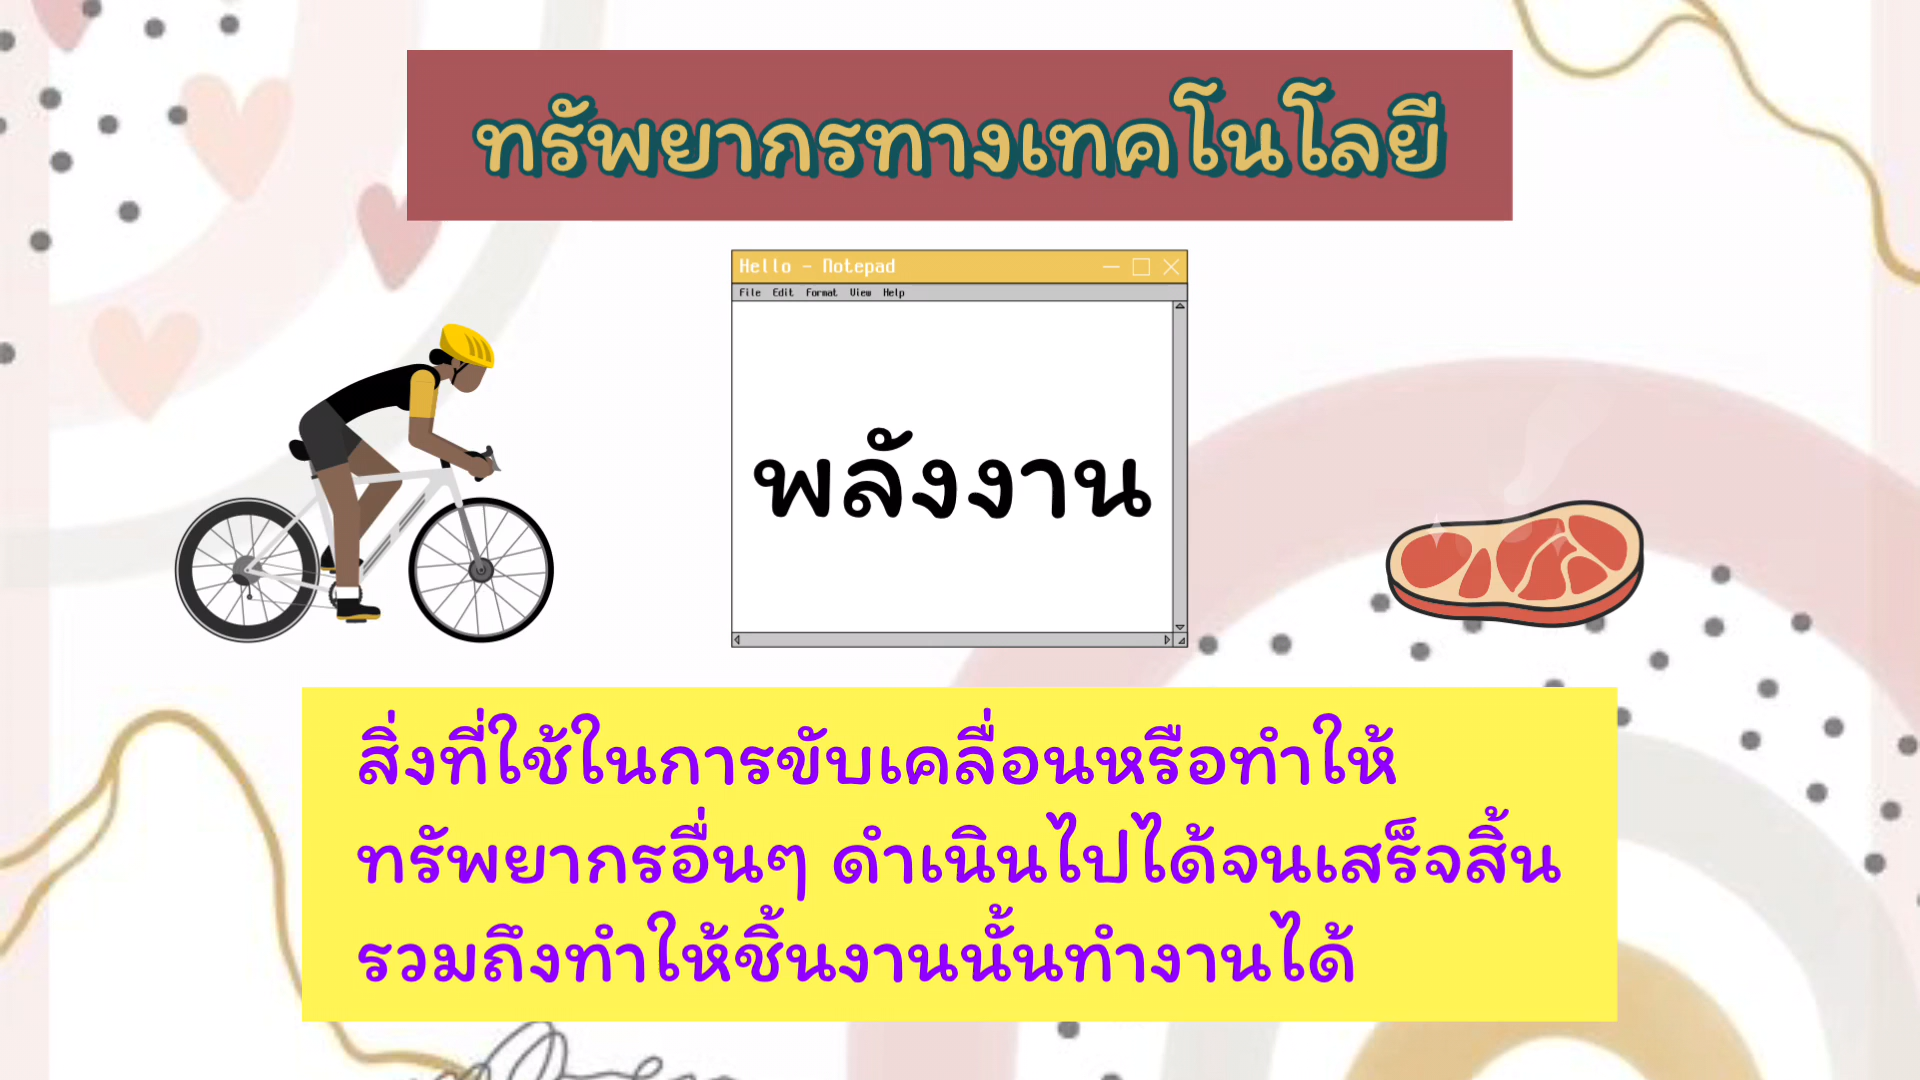 ทรัพยากรทางเทคโนโลยี
Hello - Notepad
File Edit Format View Help
พลังงาน
สิ่งที่ใช้ในการขับเคลื่อนหรือทำให้
ทรัพยากรอื่นๆ ดำเนินไปได้จนเสร็จสิ้น
รวมถึงทำให้ชิ้นงานนั้นทำงานได้